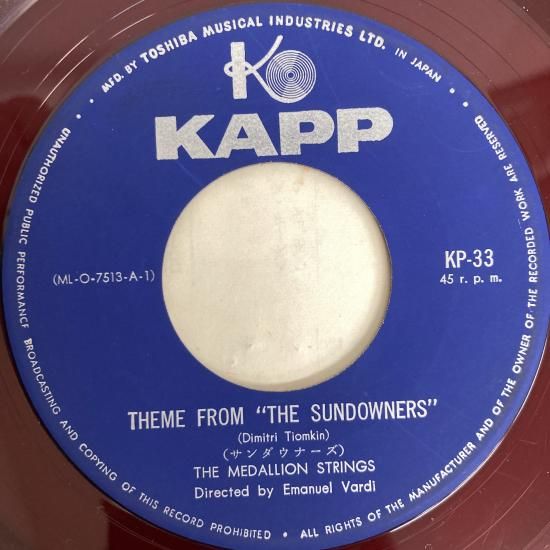 • MFD. BY TOSHIBA MUSICAL INDUSTRIES LTD. IN JAPAN •
KO
KAPP
(ML-O-7513-A-1)
KP-33
45 r. p. m.
THEME FROM "THE SUNDOWNERS"
(Dimitri Tiomkin)
(サンダウナーズ)
THE MEDALLION STRINGS
Directed by Emanuel Vardi
UNAUTHORIZED PUBLIC PERFORMANCE BROADCASTING AND COPYING OF THIS RECORD PROHIBITED • ALL RIGHTS OF THE MANUFACTURER AND OF THE OWNER OF THE RECORDED WORK ARE RESERVED